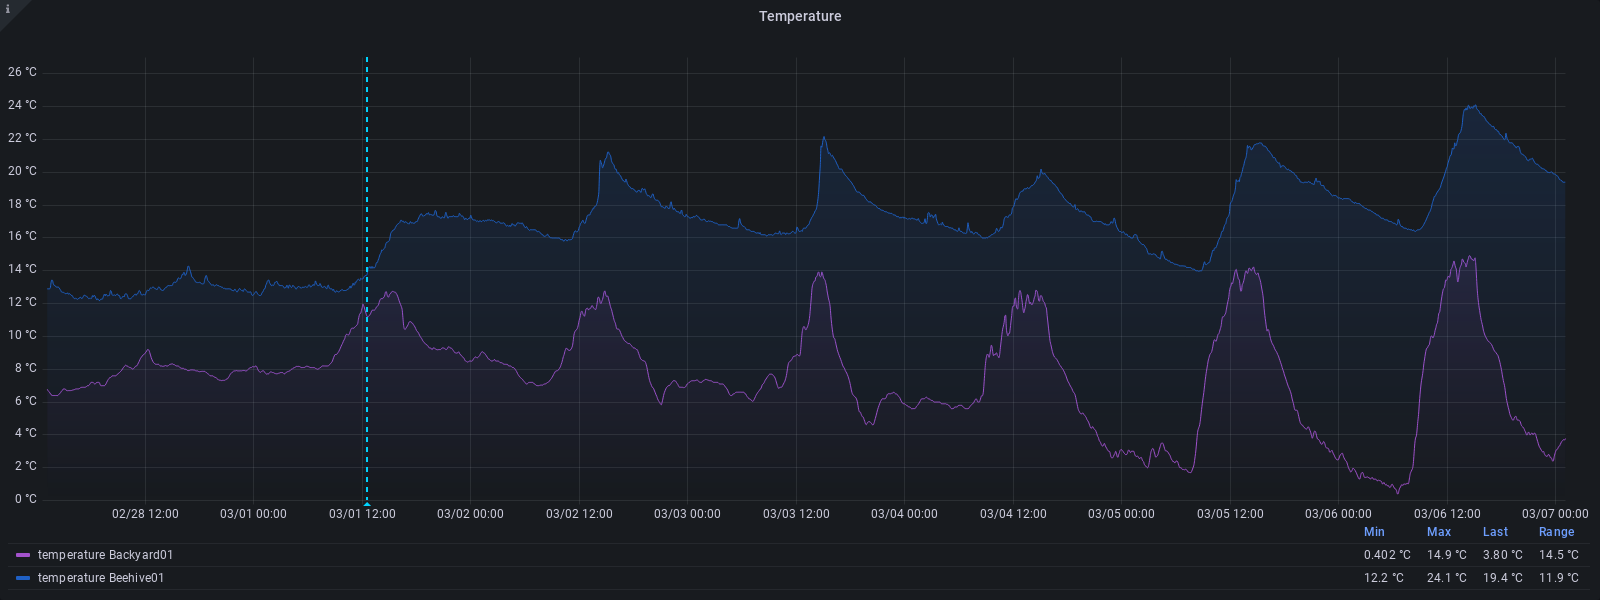 i
Temperature
26 °C
24 °C
22 °C
20 °C
18 °C
16 °C
14 °C
12 °C
10 °C
8 °C
6 °C
4 °C
2 °C
0 °C
02/28 12:00 03/01 00:00 03/01 12:00 03/02 00:00 03/02 12:00 03/03 00:00 03/03 12:00 03/04 00:00 03/04 12:00 03/05 00:00 03/05 12:00 03/06 00:00 03/06 12:00 03/07 00:00
Min Max Last Range
temperature Backyard01 0.402 °C 14.9 °C 3.80 °C 14.5 °C
temperature Beehive01 12.2 °C 24.1 °C 19.4 °C 11.9 °C